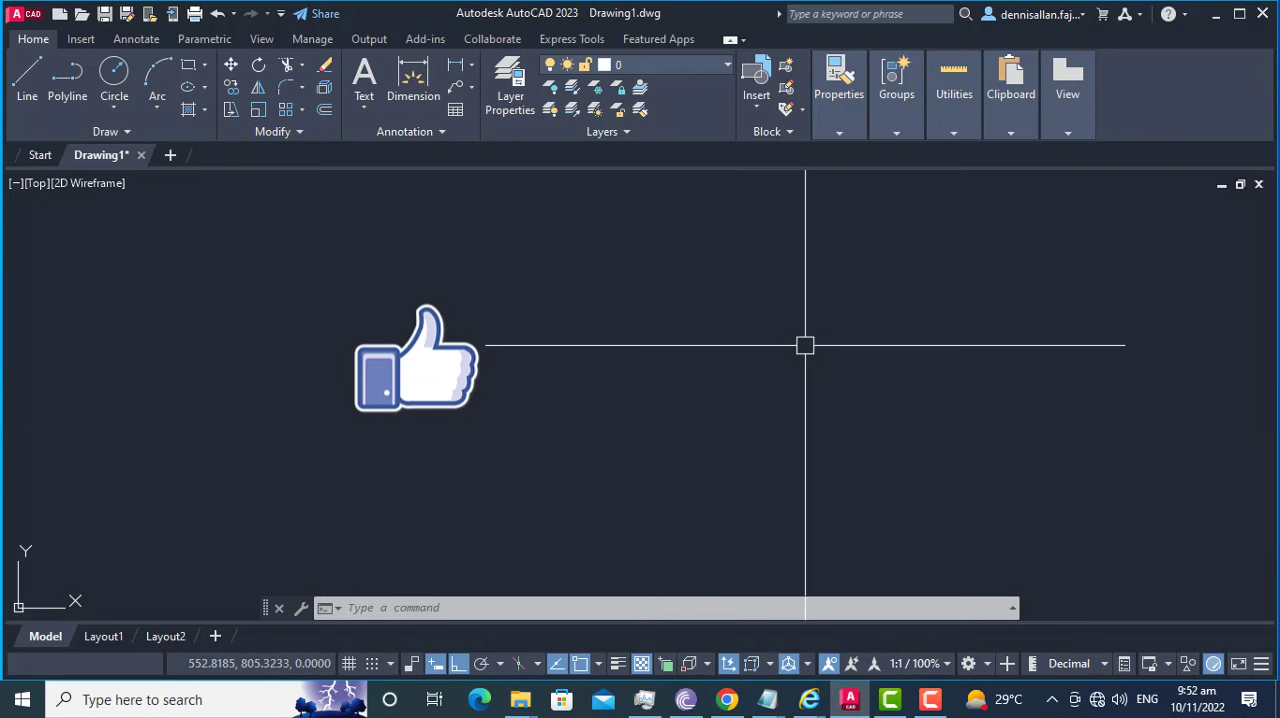 CAD
Share
Autodesk AutoCAD 2023 Drawing1.dwg
Type a keyword or phrase
dennisallan.faj...
Home Insert Annotate Parametric View Manage Output Add-ins Collaborate Express Tools Featured Apps
0
Line Polyline Circle Arc
Text Dimension
Layer
Properties
Insert
Properties Groups Utilities Clipboard View
Draw Modify Annotation Layers Block
Start Drawing1*
[−][Top][2D Wireframe]
Y
X
Type a command
Model Layout1 Layout2
552.8185, 805.3233, 0.0000
1:1 / 100%
Decimal
Type here to search
CAD
29°C
ENG
9:52 am
10/11/2022